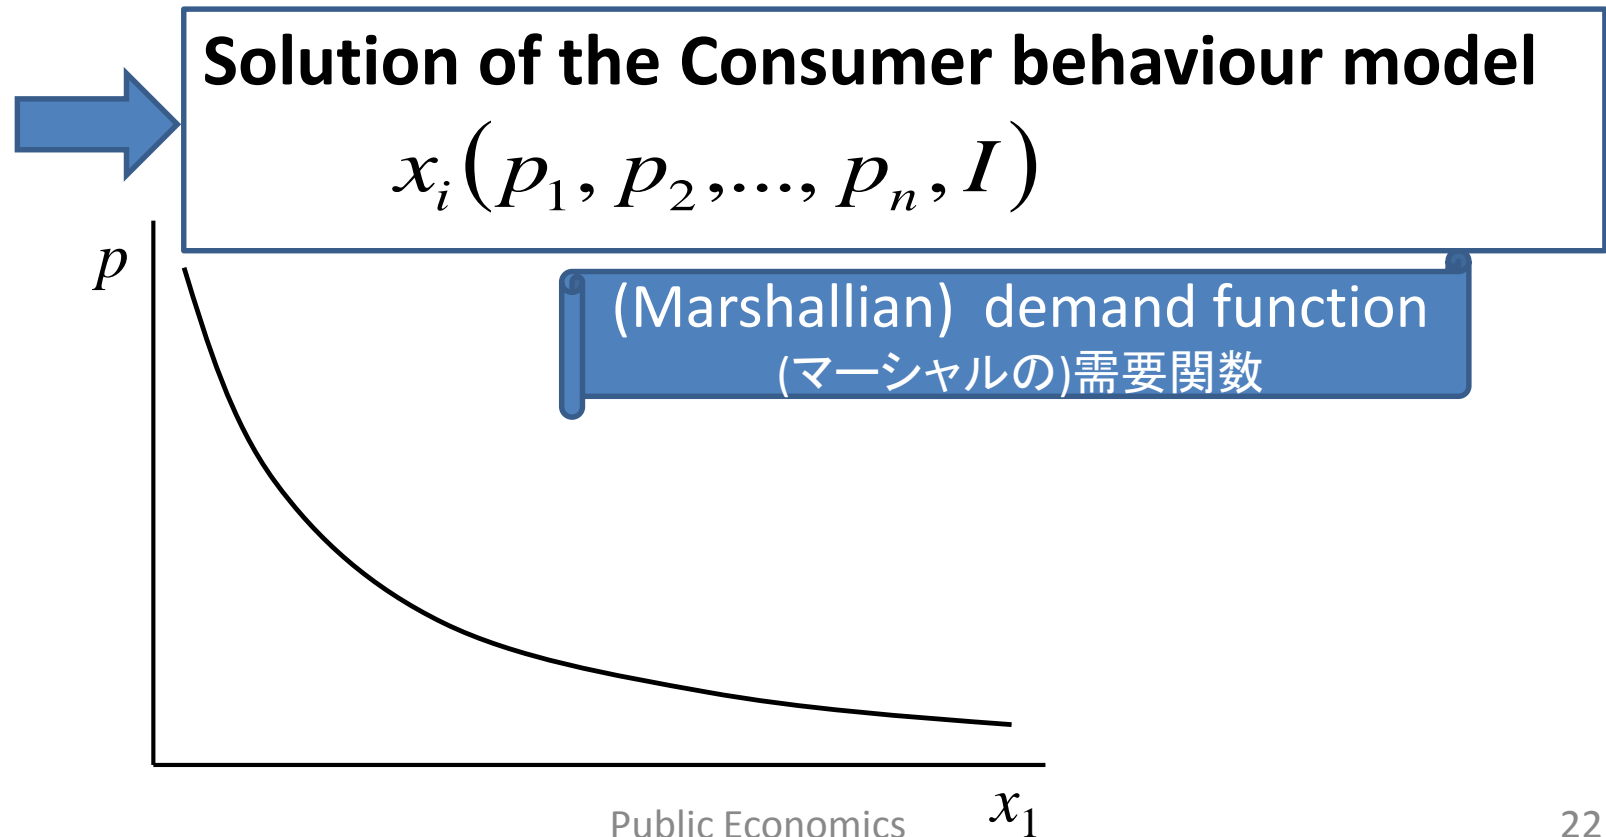 Solution of the Consumer behaviour model
x_i(p_1, p_2,..., p_n, I)
p
(Marshallian) demand function
(マーシャルの)需要関数
x_1
Public Economics
22